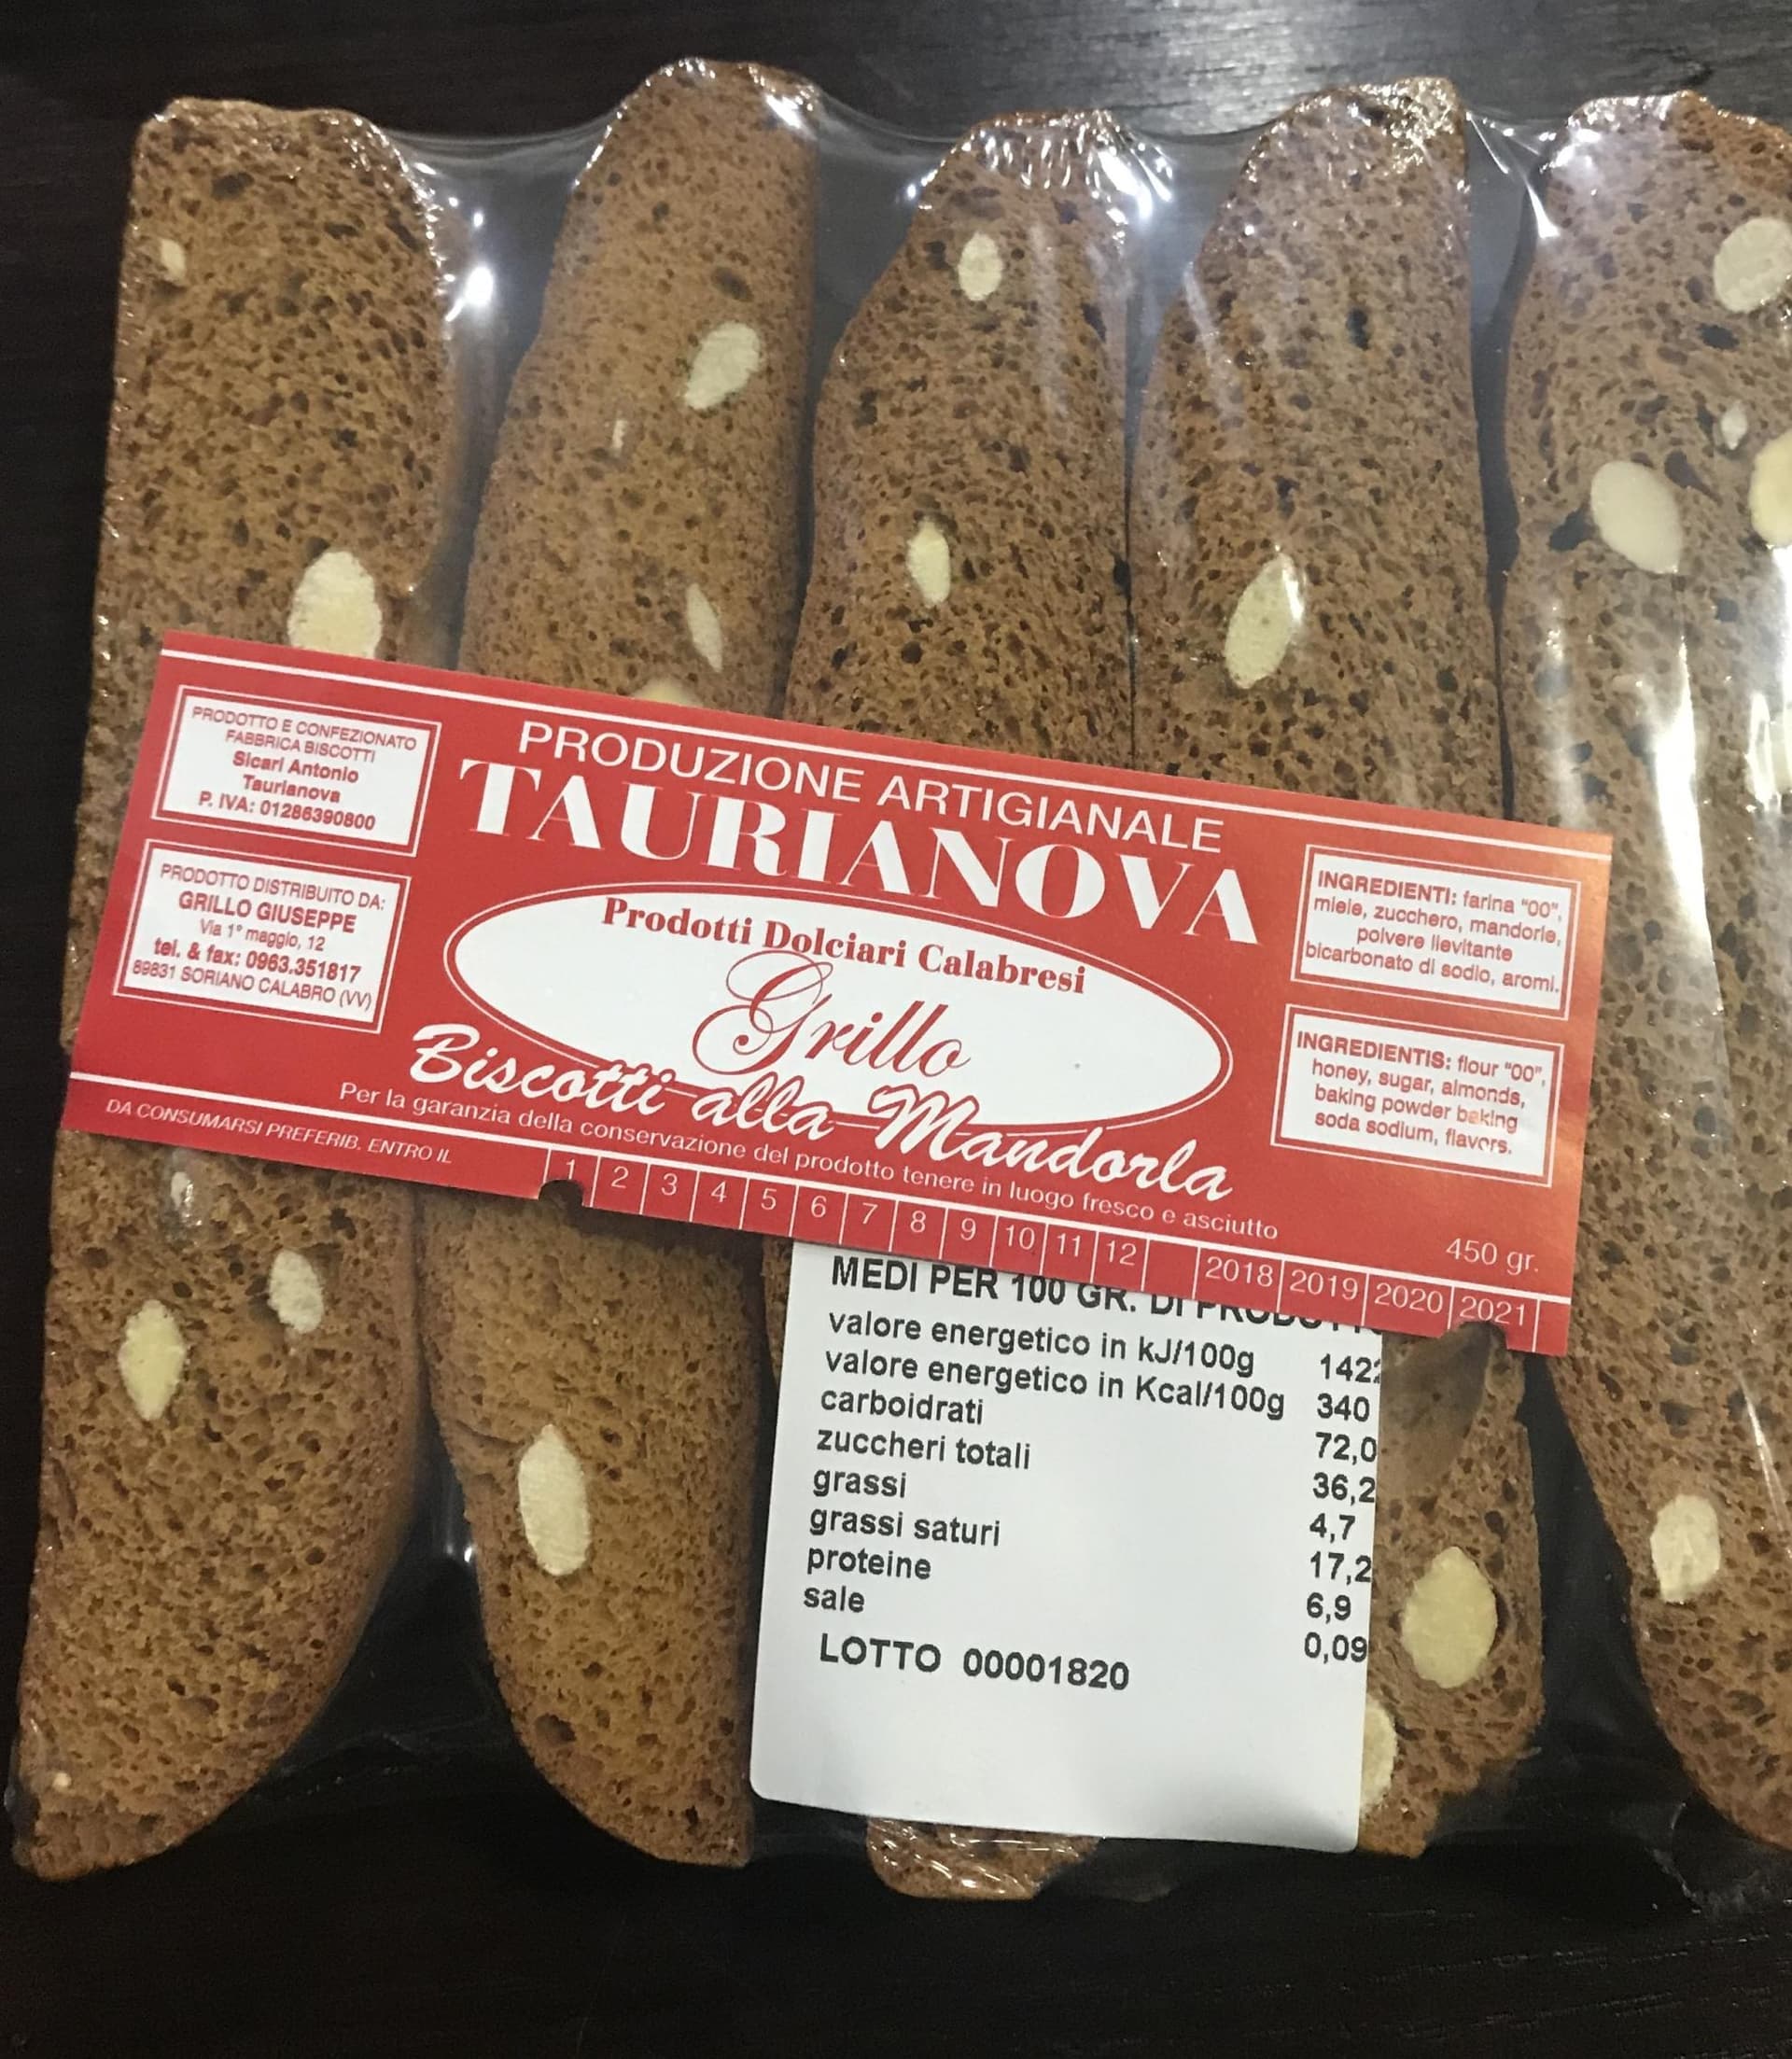 PRODOTTO E CONFEZIONATO
FABBRICA BISCOTTI
Sicari Antonio
Taurianova
P. IVA: 01286390800
PRODOTTO DISTRIBUITO DA:
GRILLO GIUSEPPE
Via 1° maggio, 12
tel. & fax: 0963.351817
89831 SORIANO CALABRO (VV)
PRODUZIONE ARTIGIANALE
TAURIANOVA
Prodotti Dolciari Calabresi
Grillo
Biscotti alla Mandorla
Per la garanzia della conservazione del prodotto tenere in luogo fresco e asciutto
INGREDIENTI: farina "00",
miele, zucchero, mandorle,
polvere lievitante
bicarbonato di sodio, aromi.
INGREDIENTIS: flour "00",
honey, sugar, almonds,
baking powder baking
soda sodium, flavors.
450 gr.
DA CONSUMARSI PREFERIB. ENTRO IL
1 2 3 4 5 6 7 8 9 10 11 12 2018 2019 2020 2021
MEDI PER 100 GR. DI
valore energetico in kJ/100g
valore energetico in Kcal/100g 340
carboidrati 72,0
zuccheri totali 36,2
grassi 4,7
grassi saturi 17,2
proteine 6,9
sale 0,09
LOTTO 00001820